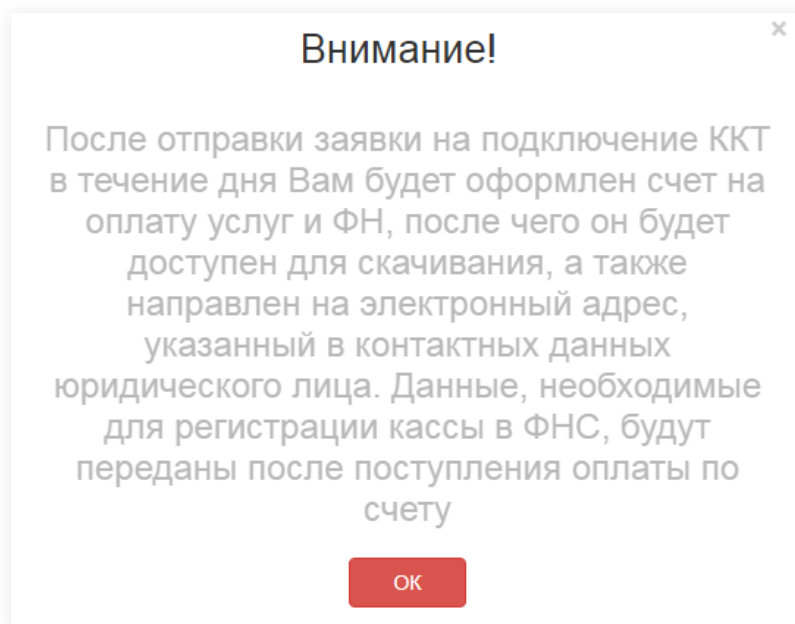 Внимание!
×
После отправки заявки на подключение ККТ
в течение дня Вам будет оформлен счет на
оплату услуг и ФН, после чего он будет
доступен для скачивания, а также
направлен на электронный адрес,
указанный в контактных данных
юридического лица. Данные, необходимые
для регистрации кассы в ФНС, будут
переданы после поступления оплаты по
счету
ОК